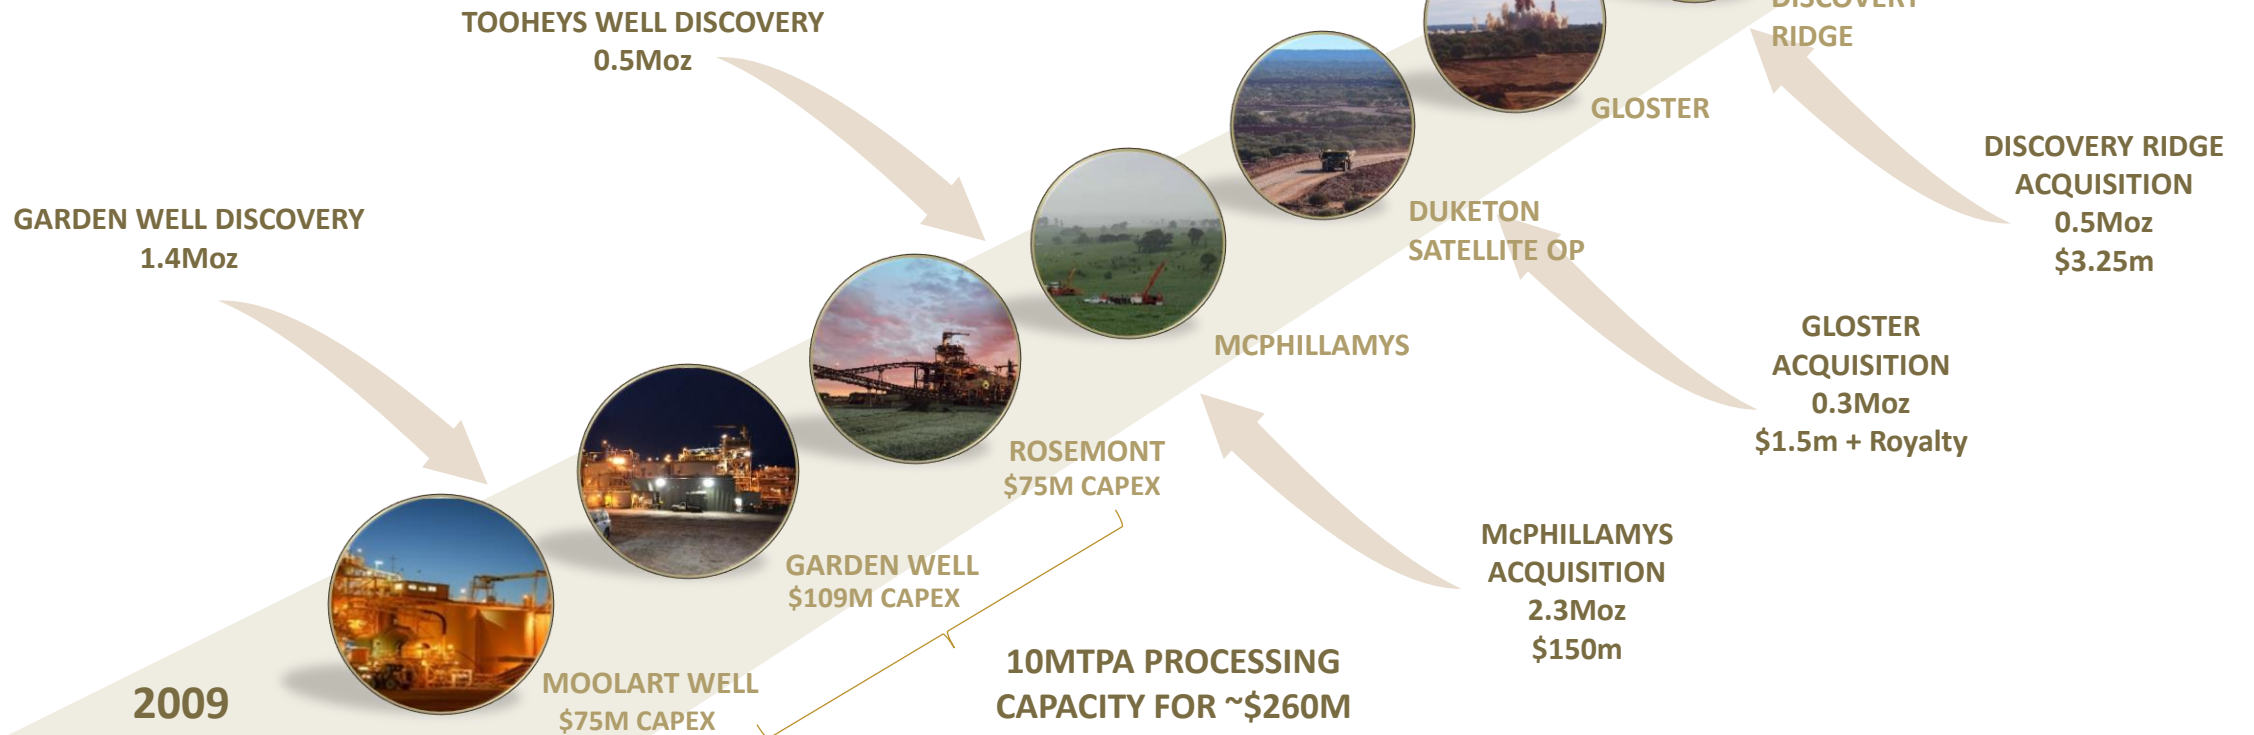 TOOHEYS WELL DISCOVERY
0.5Moz
DISCOVERY
RIDGE
GLOSTER
DISCOVERY RIDGE
ACQUISITION
0.5Moz
$3.25m
GARDEN WELL DISCOVERY
1.4Moz
DUKETON
SATELLITE OP
GLOSTER
ACQUISITION
0.3Moz
$1.5m + Royalty
MCPHILLAMYS
ROSEMONT
$75M CAPEX
McPHILLAMYS
ACQUISITION
2.3Moz
$150m
GARDEN WELL
$109M CAPEX
10MTPA PROCESSING
CAPACITY FOR ~$260M
MOOLART WELL
$75M CAPEX
2009